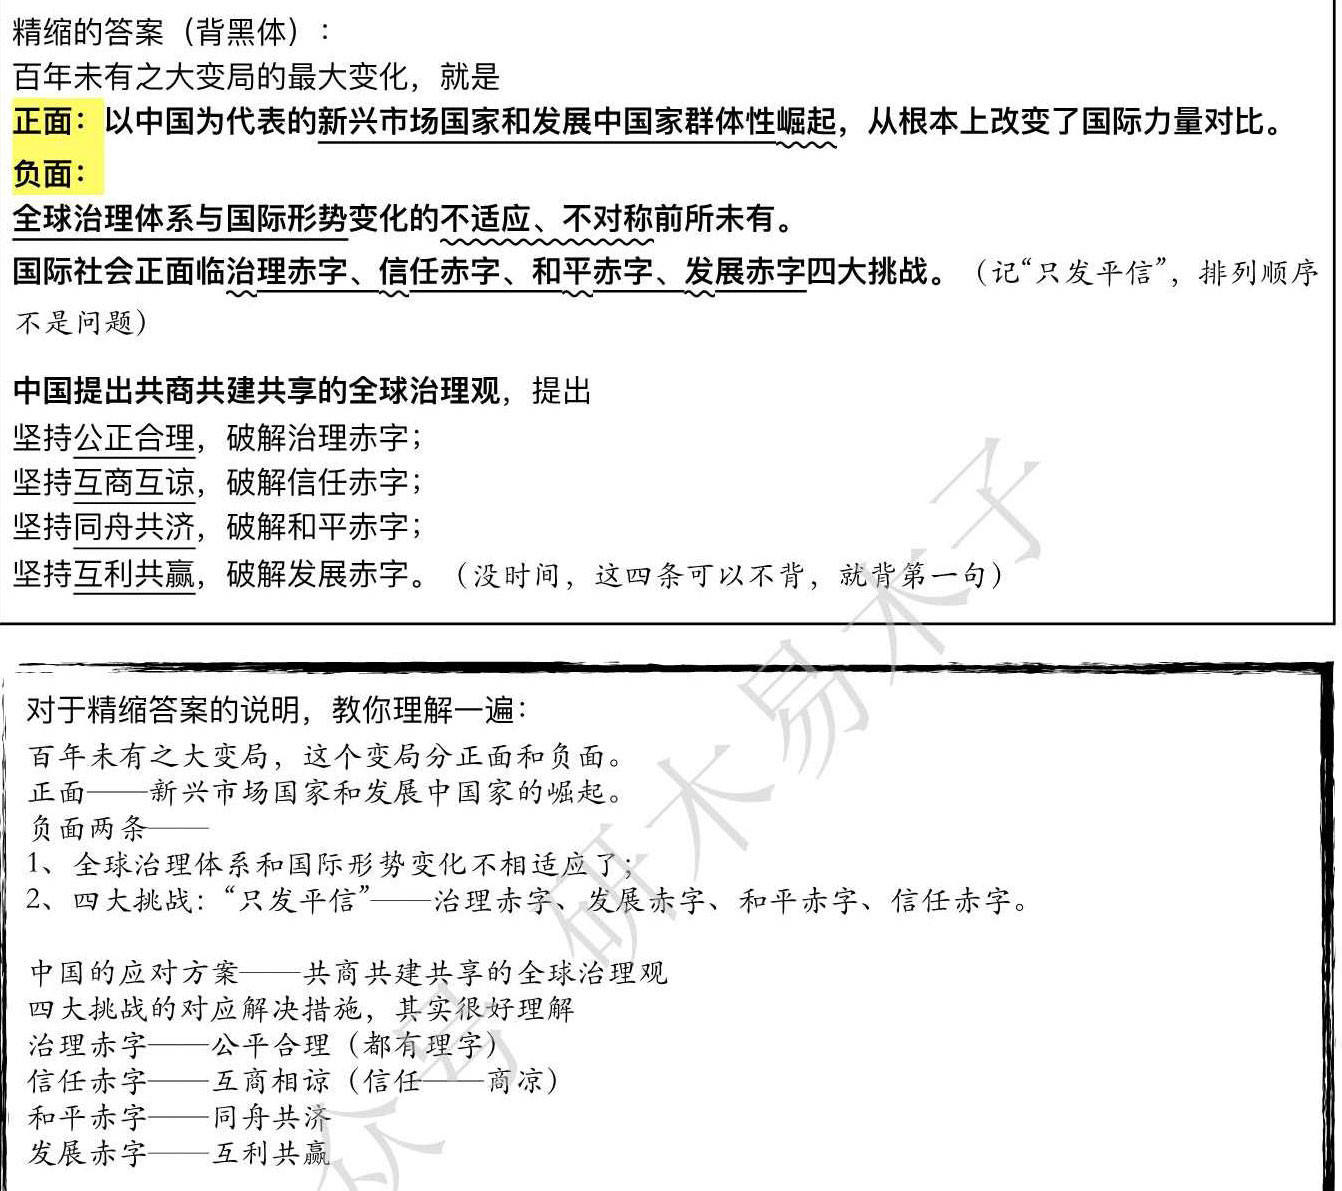 精缩的答案（背黑体）：
百年未有之大变局的最大变化，就是
正面：以中国为代表的新兴市场国家和发展中国家群体性崛起，从根本上改变了国际力量对比。
负面：
全球治理体系与国际形势变化的不适应、不对称前所未有。
国际社会正面临治理赤字、信任赤字、和平赤字、发展赤字四大挑战。（记“只发平信”，排列顺序
不是问题）
中国提出共商共建共享的全球治理观，提出
坚持公正合理，破解治理赤字；
坚持互商互谅，破解信任赤字；
坚持同舟共济，破解和平赤字；
坚持互利共赢，破解发展赤字。（没时间，这四条可以不背，就背第一句）
对于精缩答案的说明，教你理解一遍：
百年未有之大变局，这个变局分正面和负面。
正面——新兴市场国家和发展中国家的崛起。
负面两条——
1、全球治理体系和国际形势变化不相适应了；
2、四大挑战：“只发平信”——治理赤字、发展赤字、和平赤字、信任赤字。
中国的应对方案——共商共建共享的全球治理观
四大挑战的对应解决措施，其实很好理解
治理赤字——公平合理（都有理字）
信任赤字——互商相谅（信任——商凉）
和平赤字——同舟共济
发展赤字——互利共赢
众号 研木易木子